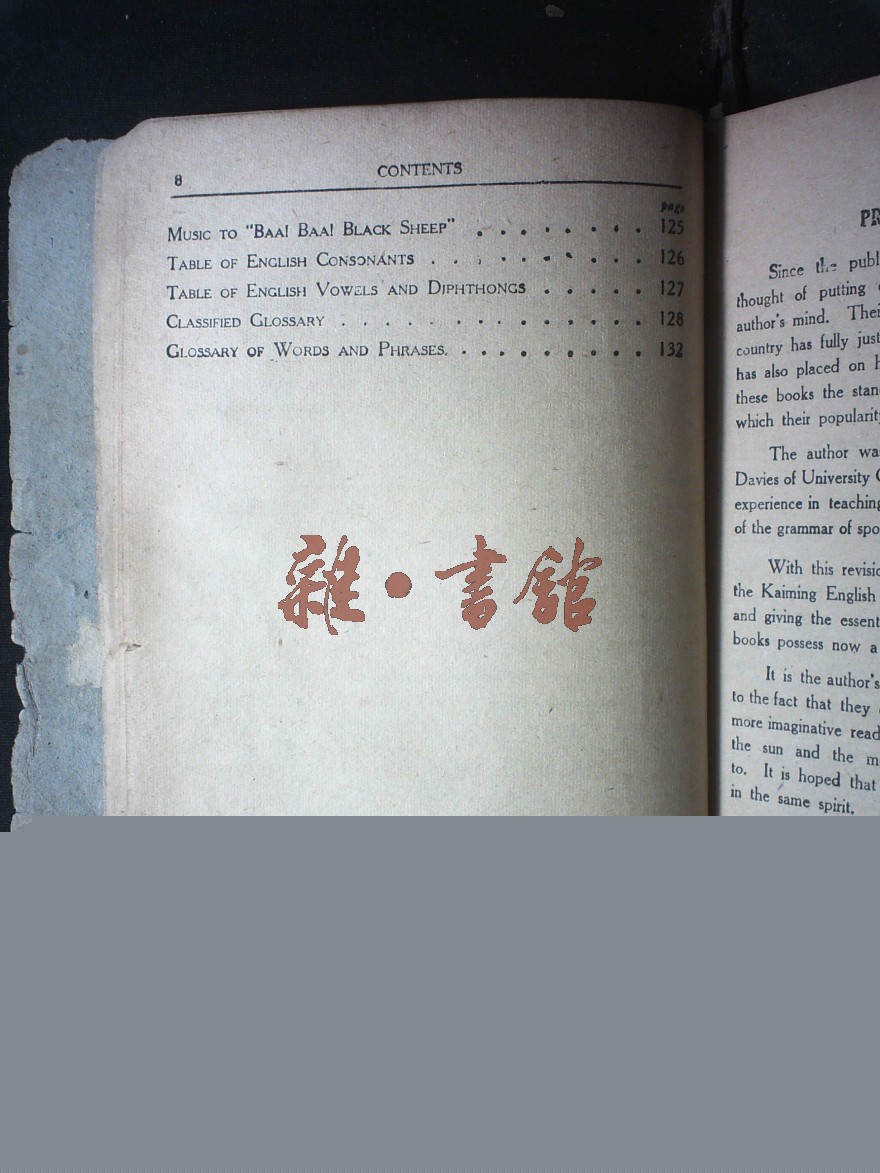 8
CONTENTS
page
MUSIC TO "BAA! BAA! BLACK SHEEP" . . . . . . . . 125
TABLE OF ENGLISH CONSONANTS . . . . . . . . . . 126
TABLE OF ENGLISH VOWELS AND DIPHTHONGS . . . . . 127
CLASSIFIED GLOSSARY . . . . . . . . . . . . . . 128
GLOSSARY OF WORDS AND PHRASES. . . . . . . . . . 132
雜·書館
PR
Since the publ
thought of putting
author's mind. Thei
country has fully just
has also placed on h
these books the stan
which their popularit
The author wa
Davies of University
experience in teaching
of the grammar of spo
With this revisi
the Kaiming English
and giving the essent
books possess now a
It is the author's
to the fact that they
more imaginative read
the sun and the m
to. It is hoped that
in the same spirit.